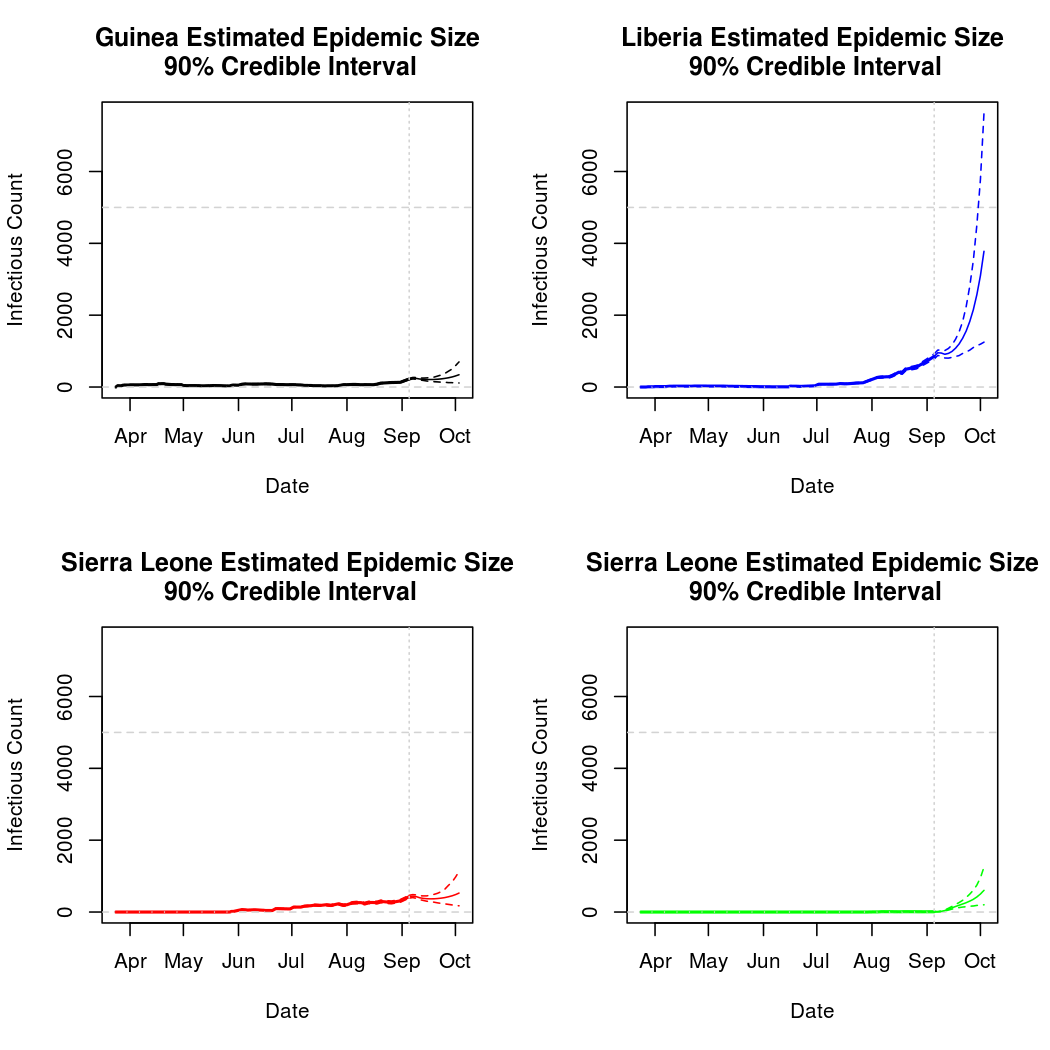 Guinea Estimated Epidemic Size
90% Credible Interval
Infectious Count
6000
4000
2000
0
Apr May Jun Jul Aug Sep Oct
Date
Liberia Estimated Epidemic Size
90% Credible Interval
Infectious Count
6000
4000
2000
0
Apr May Jun Jul Aug Sep Oct
Date
Sierra Leone Estimated Epidemic Size
90% Credible Interval
Infectious Count
6000
4000
2000
0
Apr May Jun Jul Aug Sep Oct
Date
Sierra Leone Estimated Epidemic Size
90% Credible Interval
Infectious Count
6000
4000
2000
0
Apr May Jun Jul Aug Sep Oct
Date